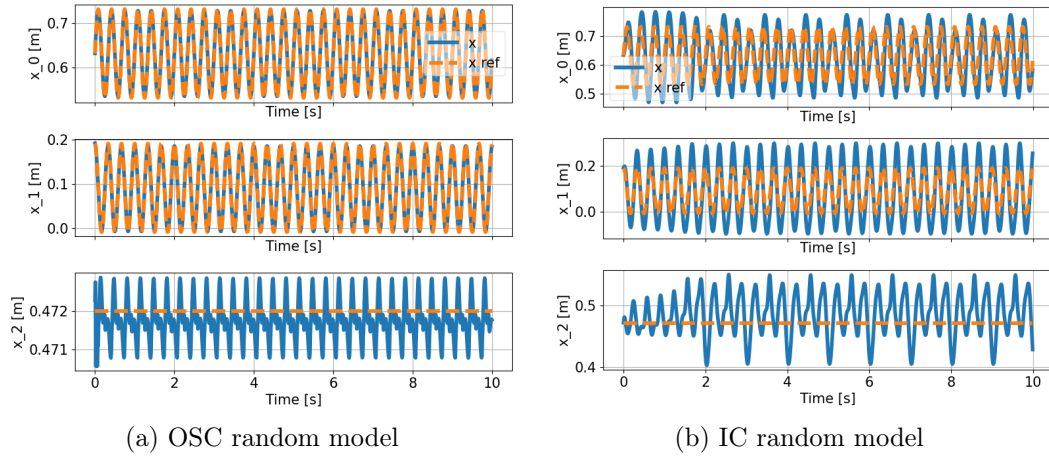 x_0 [m]
0.7
0.6
x
x ref
Time [s]
x_1 [m]
0.2
0.1
0.0
Time [s]
x_2 [m]
0.472
0.471
0 2 4 6 8 10
Time [s]
(a) OSC random model
x_0 [m]
0.7
0.6
0.5
x
x ref
Time [s]
x_1 [m]
0.2
0.0
Time [s]
x_2 [m]
0.5
0.4
0 2 4 6 8 10
Time [s]
(b) IC random model